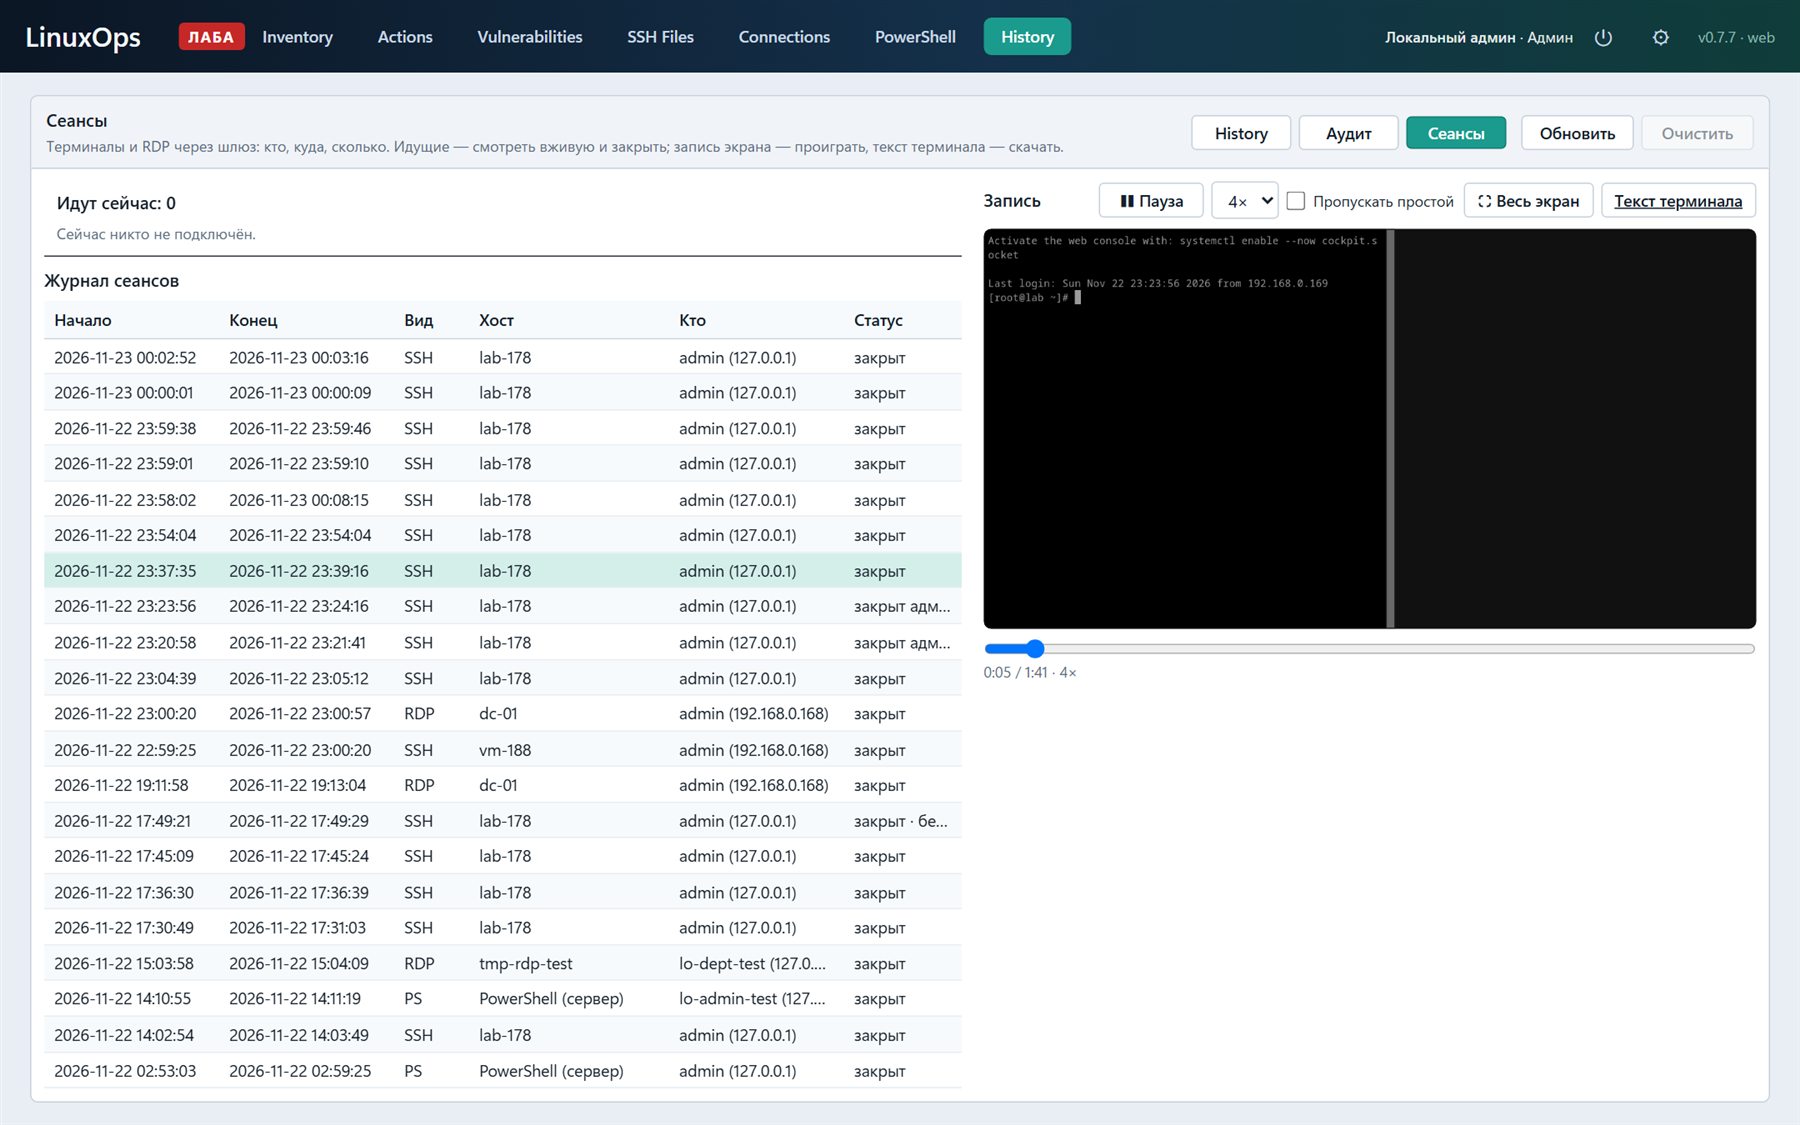 LinuxOps ЛАБА Inventory Actions Vulnerabilities SSH Files Connections PowerShell History Локальный админ · Админ v0.7.7 · web
Сеансы
Терминалы и RDP через шлюз: кто, куда, сколько. Идущие — смотреть вживую и закрыть; запись экрана — проиграть, текст терминала — скачать.
History Аудит Сеансы Обновить Очистить
Идут сейчас: 0
Сейчас никто не подключён.
Журнал сеансов
Начало Конец Вид Хост Кто Статус
2026-11-23 00:02:52 2026-11-23 00:03:16 SSH lab-178 admin (127.0.0.1) закрыт
2026-11-23 00:00:01 2026-11-23 00:00:09 SSH lab-178 admin (127.0.0.1) закрыт
2026-11-22 23:59:38 2026-11-22 23:59:46 SSH lab-178 admin (127.0.0.1) закрыт
2026-11-22 23:59:01 2026-11-22 23:59:10 SSH lab-178 admin (127.0.0.1) закрыт
2026-11-22 23:58:02 2026-11-23 00:08:15 SSH lab-178 admin (127.0.0.1) закрыт
2026-11-22 23:54:04 2026-11-22 23:54:04 SSH lab-178 admin (127.0.0.1) закрыт
2026-11-22 23:37:35 2026-11-22 23:39:16 SSH lab-178 admin (127.0.0.1) закрыт
2026-11-22 23:23:56 2026-11-22 23:24:16 SSH lab-178 admin (127.0.0.1) закрыт адм...
2026-11-22 23:20:58 2026-11-22 23:21:41 SSH lab-178 admin (127.0.0.1) закрыт адм...
2026-11-22 23:04:39 2026-11-22 23:05:12 SSH lab-178 admin (127.0.0.1) закрыт
2026-11-22 23:00:20 2026-11-22 23:00:57 RDP dc-01 admin (192.168.0.168) закрыт
2026-11-22 22:59:25 2026-11-22 23:00:20 SSH vm-188 admin (192.168.0.168) закрыт
2026-11-22 19:11:58 2026-11-22 19:13:04 RDP dc-01 admin (192.168.0.168) закрыт
2026-11-22 17:49:21 2026-11-22 17:49:29 SSH lab-178 admin (127.0.0.1) закрыт · бе...
2026-11-22 17:45:09 2026-11-22 17:45:24 SSH lab-178 admin (127.0.0.1) закрыт
2026-11-22 17:36:30 2026-11-22 17:36:39 SSH lab-178 admin (127.0.0.1) закрыт
2026-11-22 17:30:49 2026-11-22 17:31:03 SSH lab-178 admin (127.0.0.1) закрыт
2026-11-22 15:03:58 2026-11-22 15:04:09 RDP tmp-rdp-test lo-dept-test (127.0.... закрыт
2026-11-22 14:10:55 2026-11-22 14:11:19 PS PowerShell (сервер) lo-admin-test (127.... закрыт
2026-11-22 14:02:54 2026-11-22 14:03:49 SSH lab-178 admin (127.0.0.1) закрыт
2026-11-22 02:53:03 2026-11-22 02:59:25 PS PowerShell (сервер) admin (127.0.0.1) закрыт
Запись Пауза 4× Пропускать простой Весь экран Текст терминала
Activate the web console with: systemctl enable --now cockpit.s
ocket
Last login: Sun Nov 22 23:23:56 2026 from 192.168.0.169
[root@lab ~]#
0:05 / 1:41 · 4×